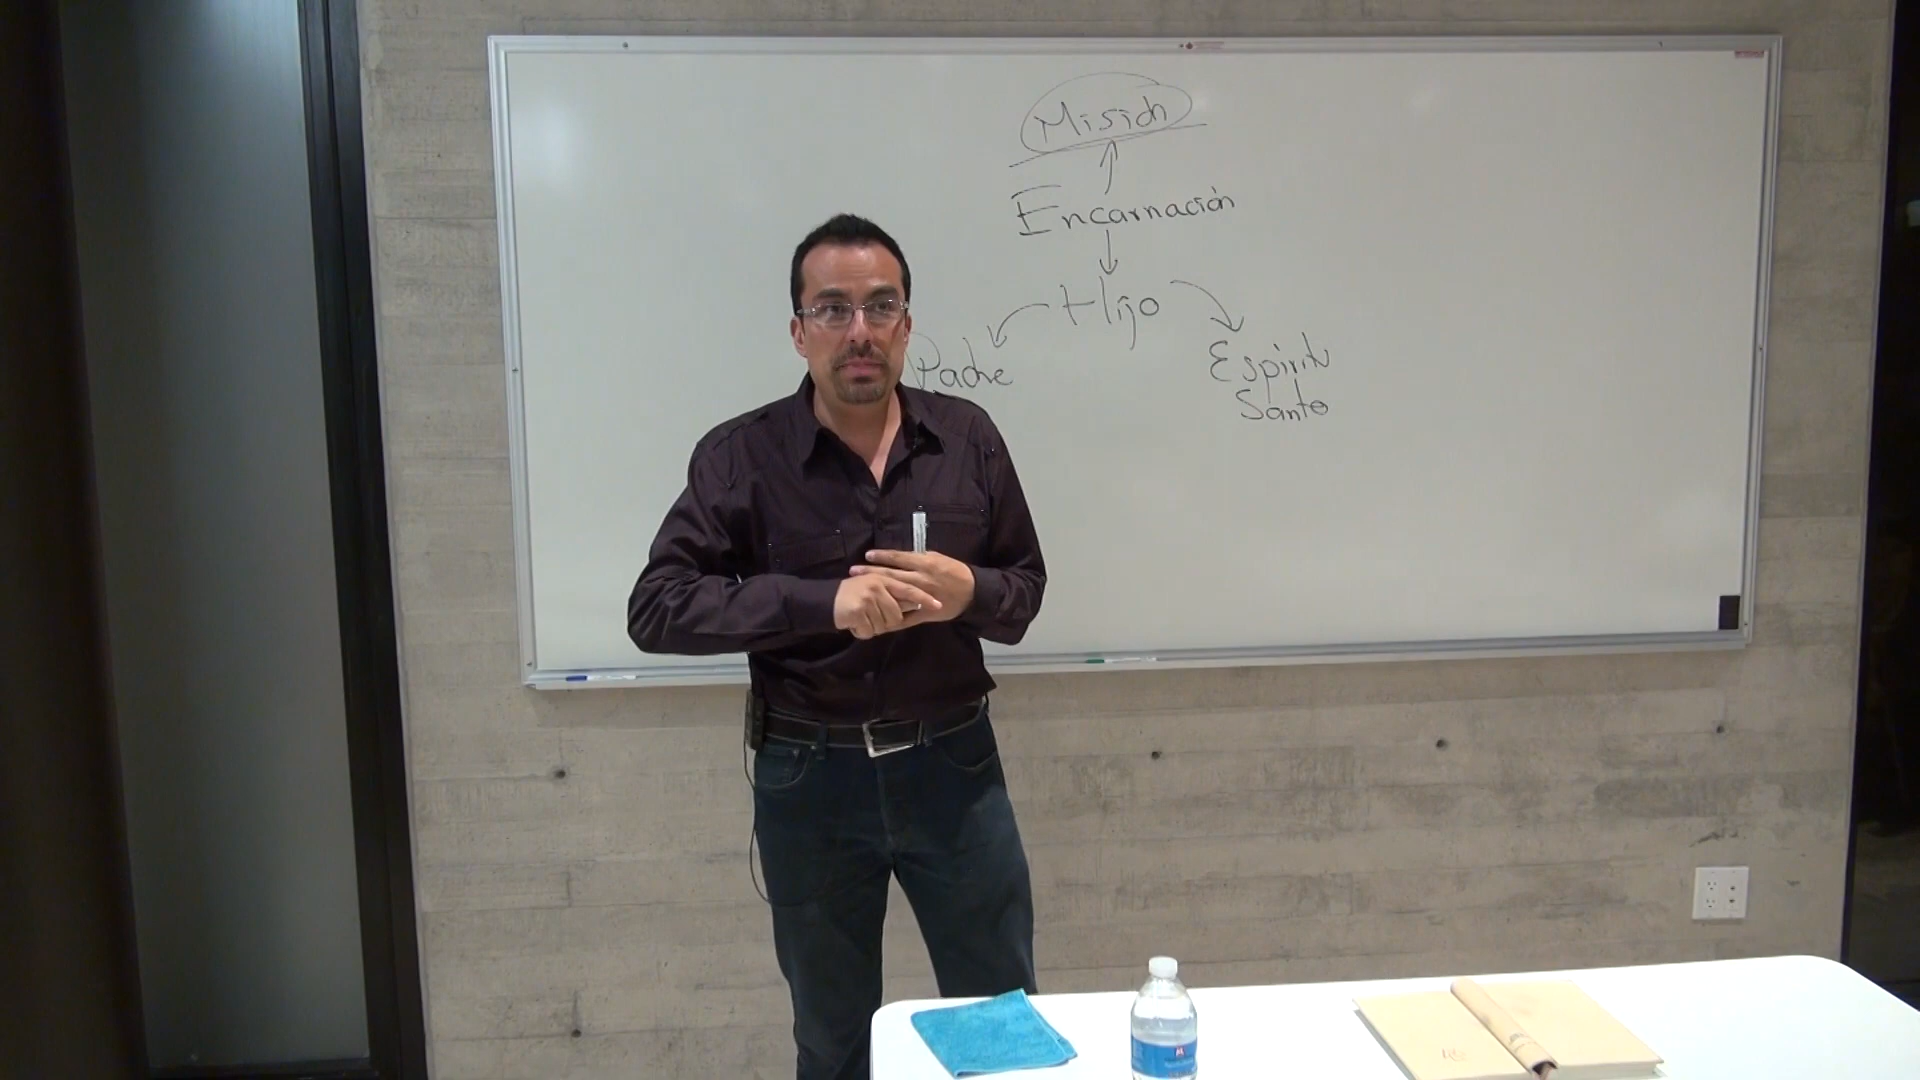 Misión
Encarnación
Hijo
Padre
Espíritu
Santo